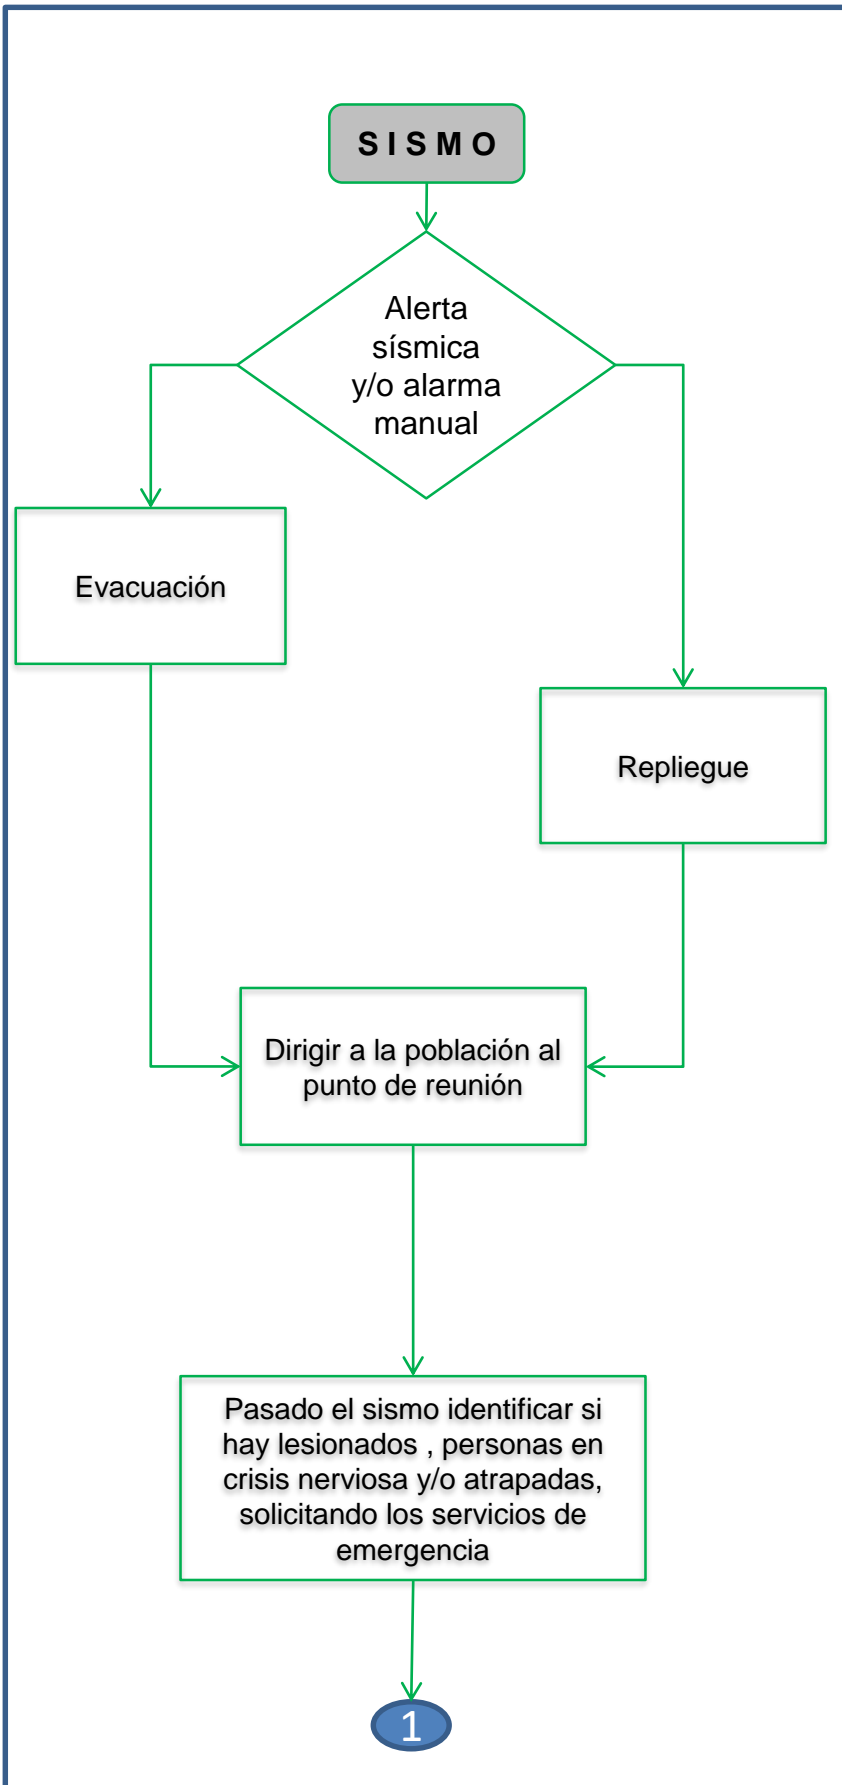 S I S M O
Alerta
sísmica
y/o alarma
manual
Evacuación
Repliegue
Dirigir a la población al
punto de reunión
Pasado el sismo identificar si
hay lesionados , personas en
crisis nerviosa y/o atrapadas,
solicitando los servicios de
emergencia
1